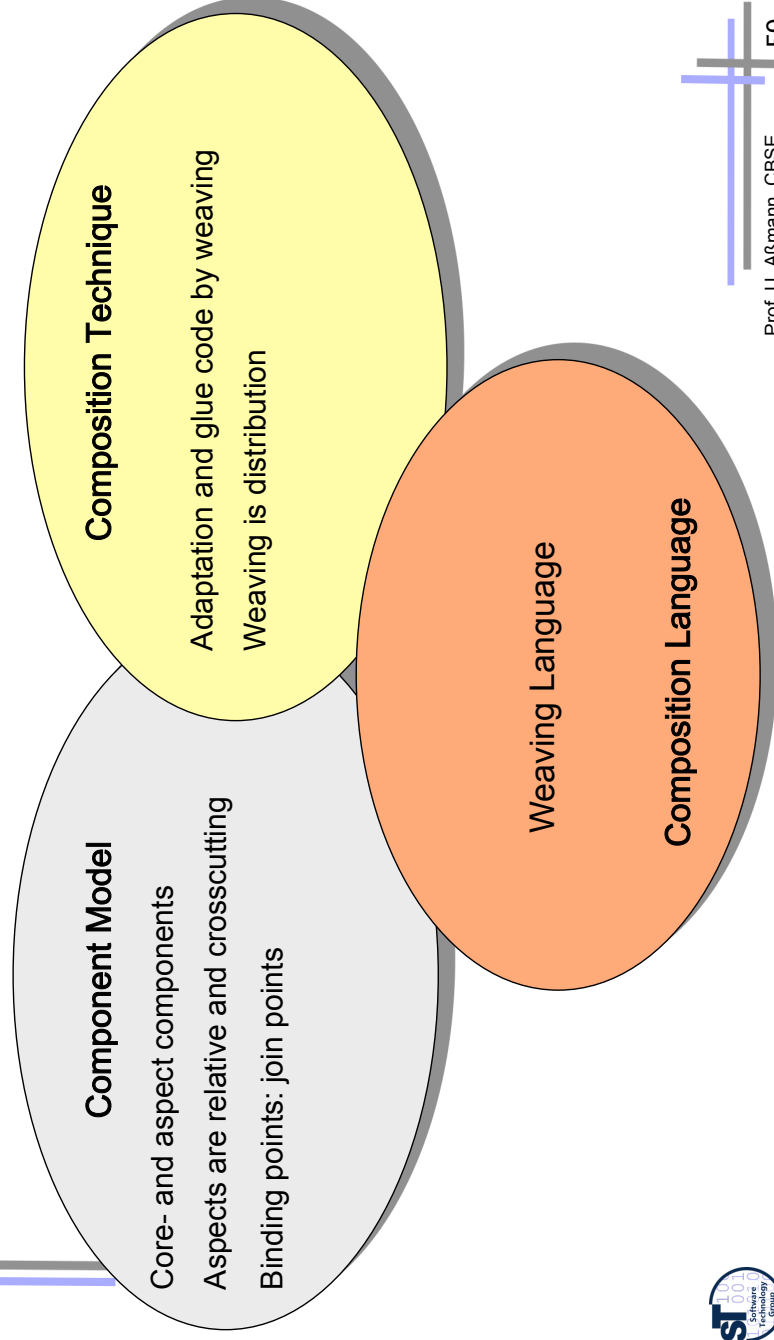 Component Model
Core- and aspect components
Aspects are relative and crosscutting
Binding points: join points
Composition Technique
Adaptation and glue code by weaving
Weaving is distribution
Weaving Language
Composition Language
ST
Software
Technology
Group
Prof. U. Aßmann, CBSE